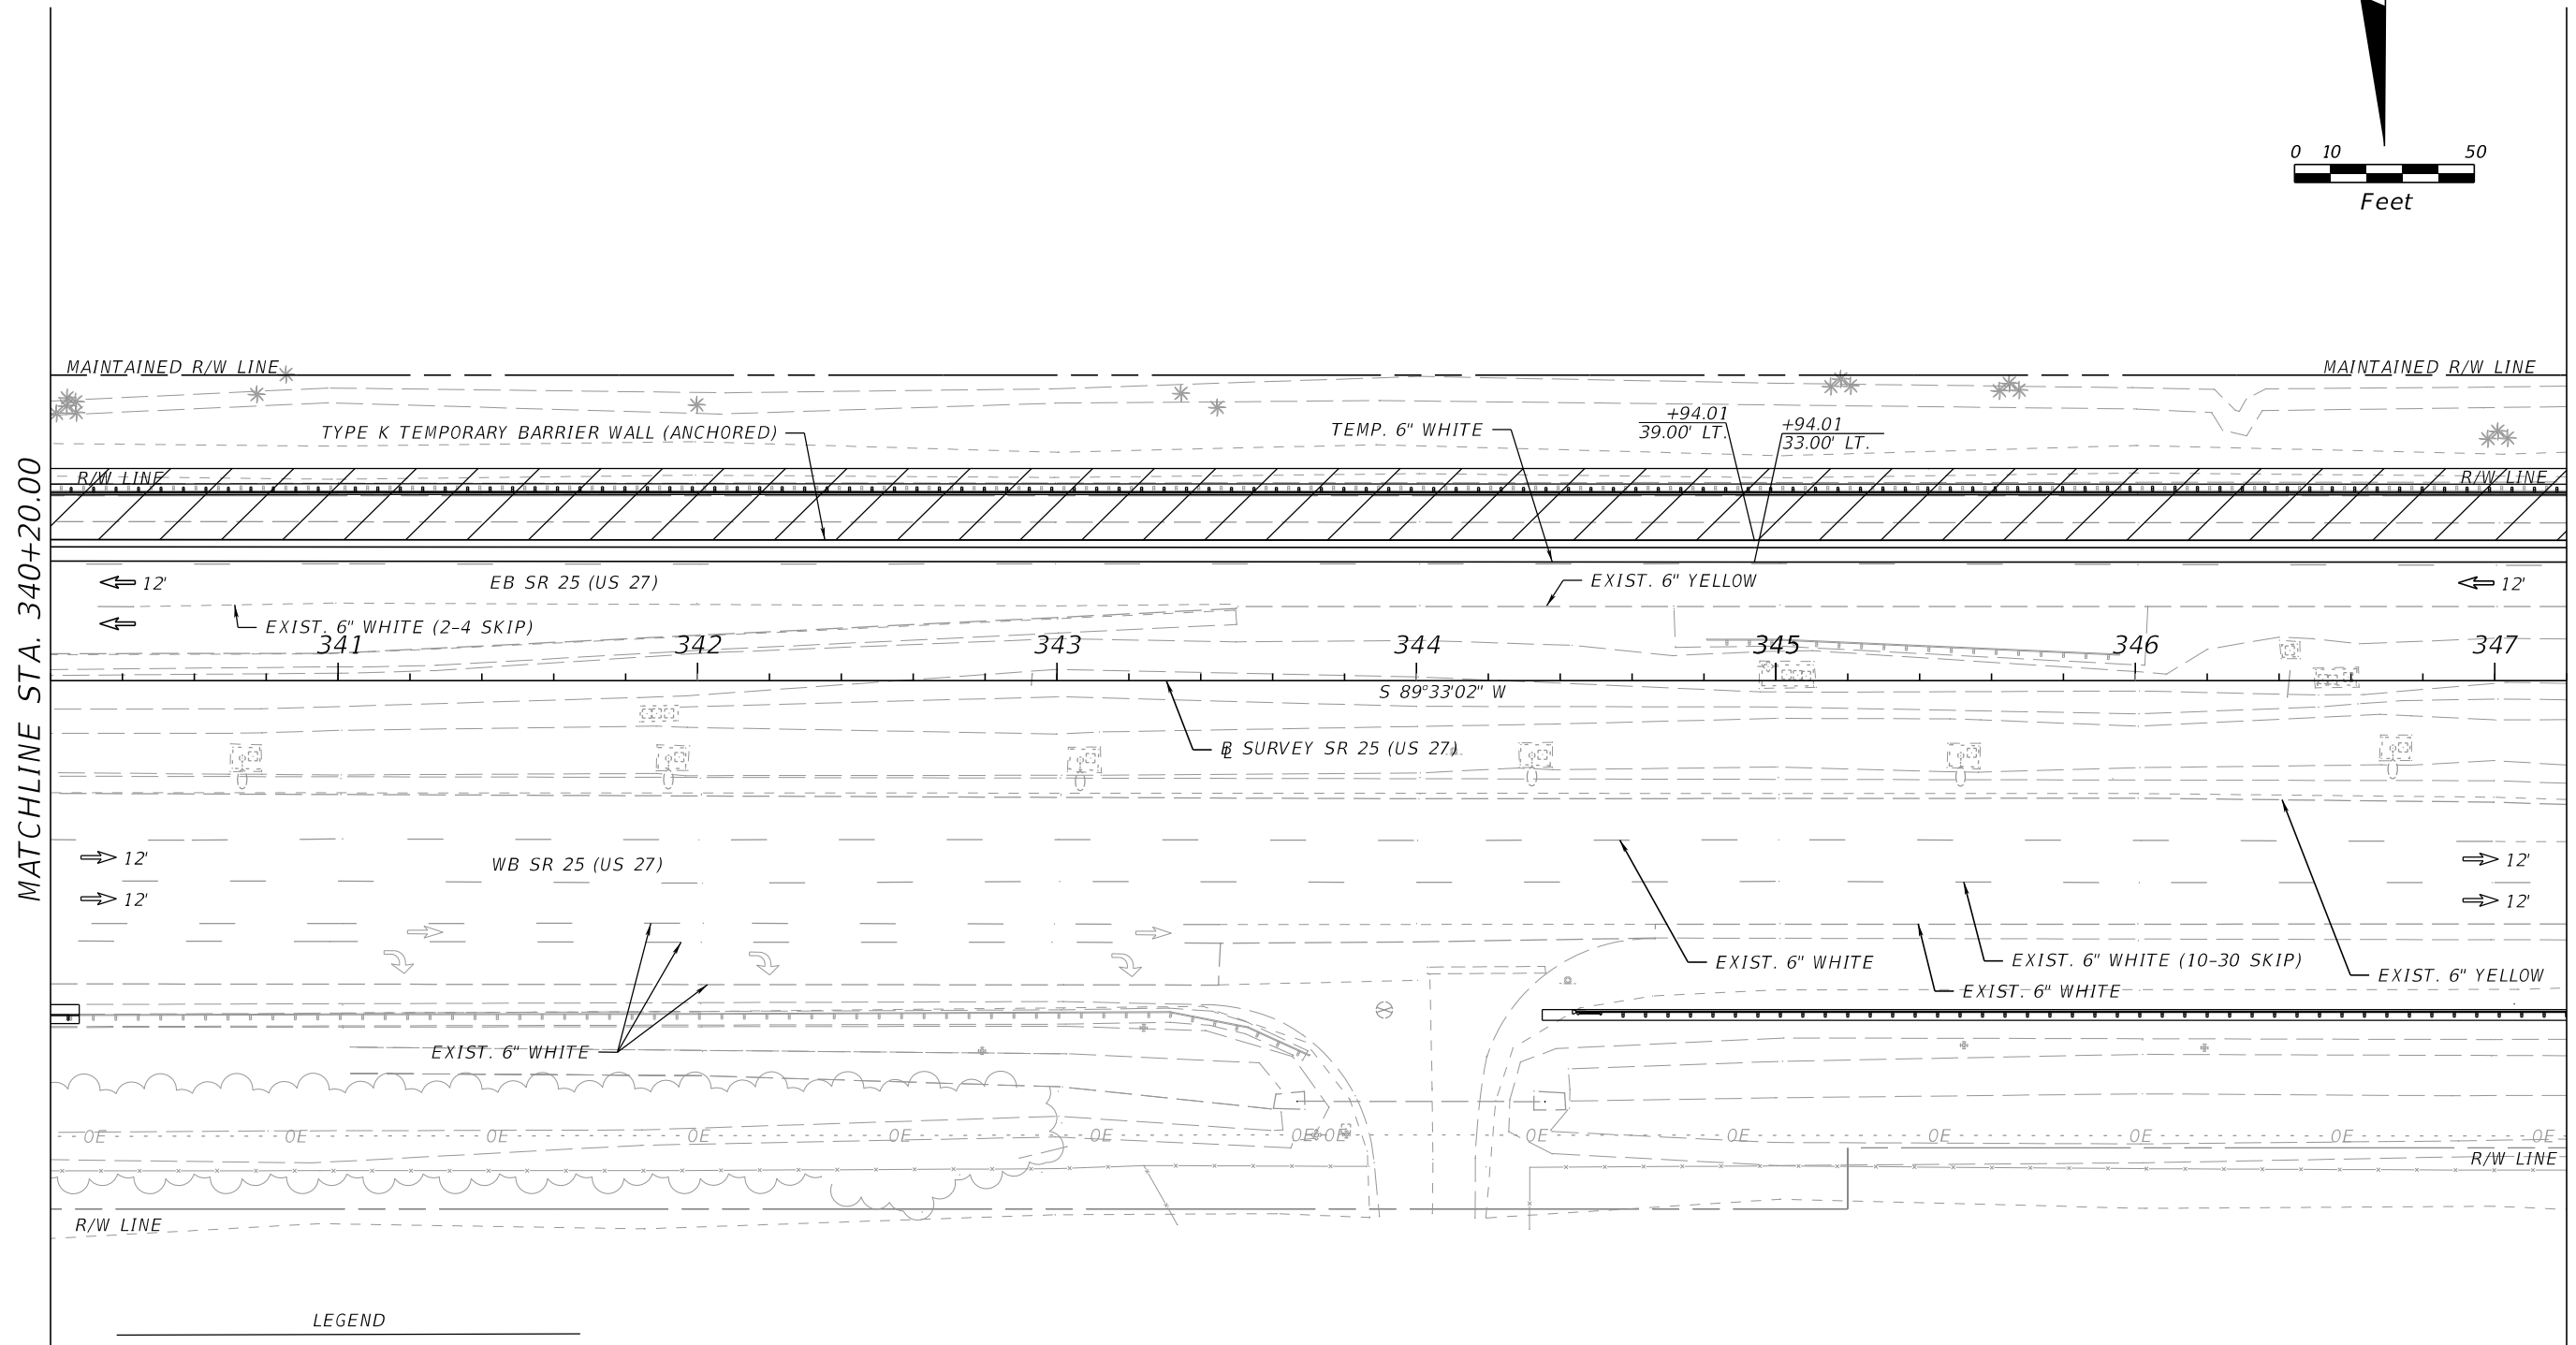 0 10 50
Feet
MAINTAINED R/W LINE
MAINTAINED R/W LINE
TYPE K TEMPORARY BARRIER WALL (ANCHORED)
TEMP. 6" WHITE
+94.01
39.00' LT.
+94.01
33.00' LT.
R/W LINE
R/W LINE
MATCHLINE STA. 340+20.00
12'
EB SR 25 (US 27)
EXIST. 6" YELLOW
12'
EXIST. 6" WHITE (2-4 SKIP)
341
342
343
344
345
346
347
S 89°33'02" W
BL SURVEY SR 25 (US 27)
12'
WB SR 25 (US 27)
12'
12'
12'
EXIST. 6" WHITE
EXIST. 6" WHITE (10-30 SKIP)
EXIST. 6" YELLOW
EXIST. 6" WHITE
EXIST. 6" WHITE
OE OE OE OE OE OE OE OE OE OE OE OE OE OE
R/W LINE
R/W LINE
LEGEND